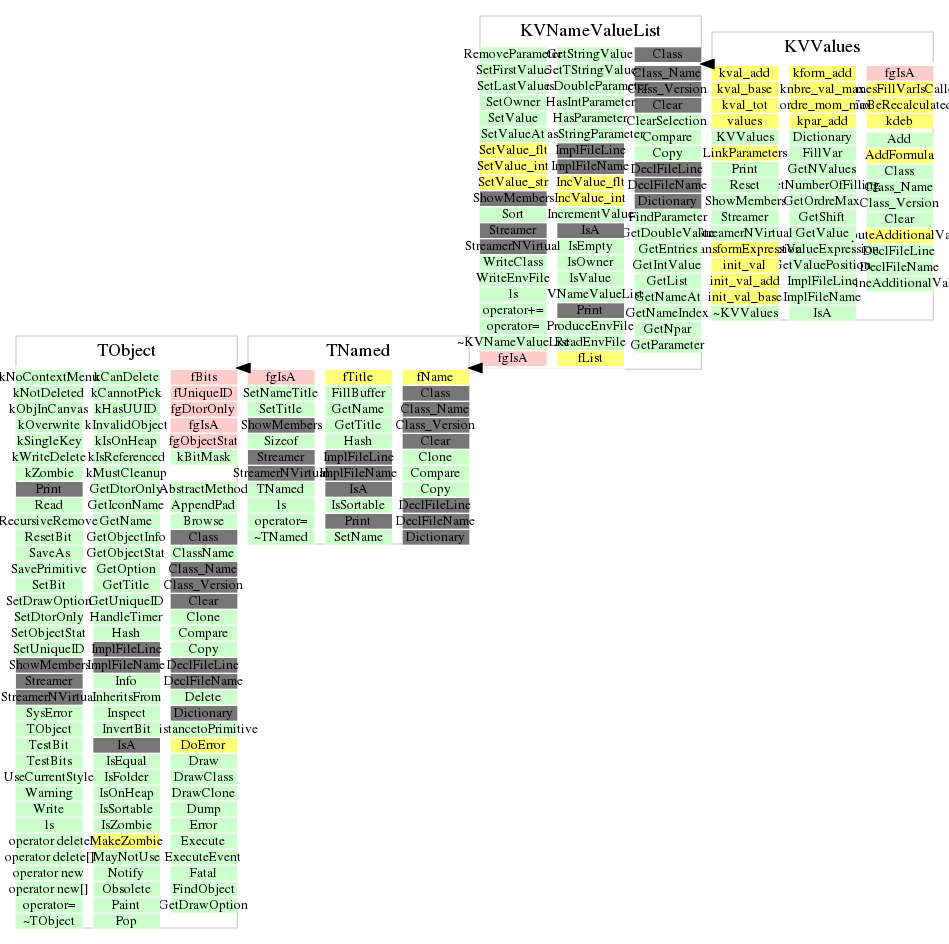 KVNameValueList
RemoveParameter
SetFirstValue
SetLastValue
SetOwner
SetValue
SetValueAt
SetValue_flt
SetValue_int
SetValue_str
ShowMembers
Sort
Streamer
StreamerNVirtual
WriteClass
WriteEnvFile
ls
operator+=
operator=
~KVNameValueList
fgIsA
GetStringValue
GetTStringValue
HasIntParameter
HasParameter
ImplFileLine
ImplFileName
IncValue_flt
IncValue_int
IncrementValue
IsA
IsEmpty
IsOwner
IsValue
Print
ProduceEnvFile
ReadEnvFile
fList
Class
Class_Name
Class_Version
Clear
ClearSelection
Compare
Copy
DeclFileLine
DeclFileName
Dictionary
FindParameter
GetDoubleValue
GetEntries
GetIntValue
GetList
GetNameAt
GetNameIndex
GetNpar
GetParameter
KVValues
kval_add
kval_base
kval_tot
values
KVValues
LinkParameters
Print
Reset
ShowMembers
Streamer
init_val
init_val_add
init_val_base
~KVValues
kform_add
knbre_val_max
kpar_add
Dictionary
FillVar
GetNValues
GetOrdreMax
GetShift
GetValue
GetValuePosition
ImplFileLine
ImplFileName
IsA
fgIsA
kdeb
Add
AddFormula
Class
Class_Name
Class_Version
Clear
DeclFileLine
DeclFileName
TObject
kNoContextMenu
kNotDeleted
kObjInCanvas
kOverwrite
kSingleKey
kWriteDelete
kZombie
Print
Read
RecursiveRemove
ResetBit
SaveAs
SavePrimitive
SetBit
SetDrawOption
SetDtorOnly
SetObjectStat
SetUniqueID
ShowMembers
Streamer
StreamerNVirtual
SysError
TObject
TestBit
TestBits
UseCurrentStyle
Warning
Write
ls
operator delete
operator delete[]
operator new
operator new[]
operator=
~TObject
kCanDelete
kCannotPick
kHasUUID
kInvalidObject
kIsOnHeap
kIsReferenced
kMustCleanup
GetDtorOnly
GetIconName
GetName
GetObjectInfo
GetObjectStat
GetOption
GetTitle
GetUniqueID
HandleTimer
Hash
ImplFileLine
ImplFileName
Info
InheritsFrom
Inspect
InvertBit
IsA
IsEqual
IsFolder
IsOnHeap
IsSortable
IsZombie
MakeZombie
MayNotUse
Notify
Obsolete
Paint
Pop
fBits
fUniqueID
fgDtorOnly
fgIsA
fgObjectStat
kBitMask
AbstractMethod
AppendPad
Browse
Class
ClassName
Class_Name
Class_Version
Clear
Clone
Compare
Copy
DeclFileLine
DeclFileName
Delete
Dictionary
DoError
Draw
DrawClass
DrawClone
Dump
Error
Execute
ExecuteEvent
Fatal
FindObject
GetDrawOption
TNamed
fgIsA
SetNameTitle
SetTitle
ShowMembers
Sizeof
Streamer
StreamerNVirtual
TNamed
ls
operator=
~TNamed
fTitle
FillBuffer
GetName
GetTitle
Hash
ImplFileLine
ImplFileName
IsA
IsSortable
Print
SetName
fName
Class
Class_Name
Class_Version
Clear
Clone
Compare
Copy
DeclFileLine
DeclFileName
Dictionary